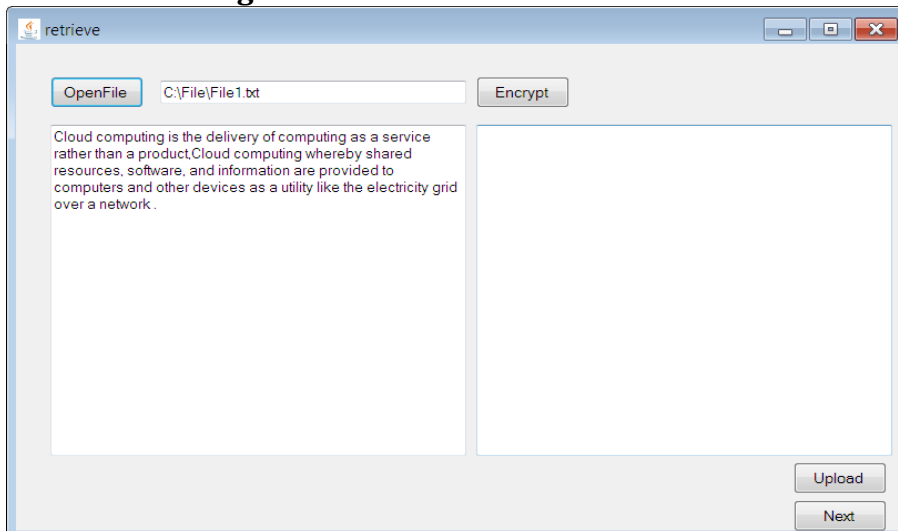 g
retrieve
OpenFile C:\File\File1.txt Encrypt
Cloud computing is the delivery of computing as a service
rather than a product,Cloud computing whereby shared
resources, software, and information are provided to
computers and other devices as a utility like the electricity grid
over a network .
Upload
Next